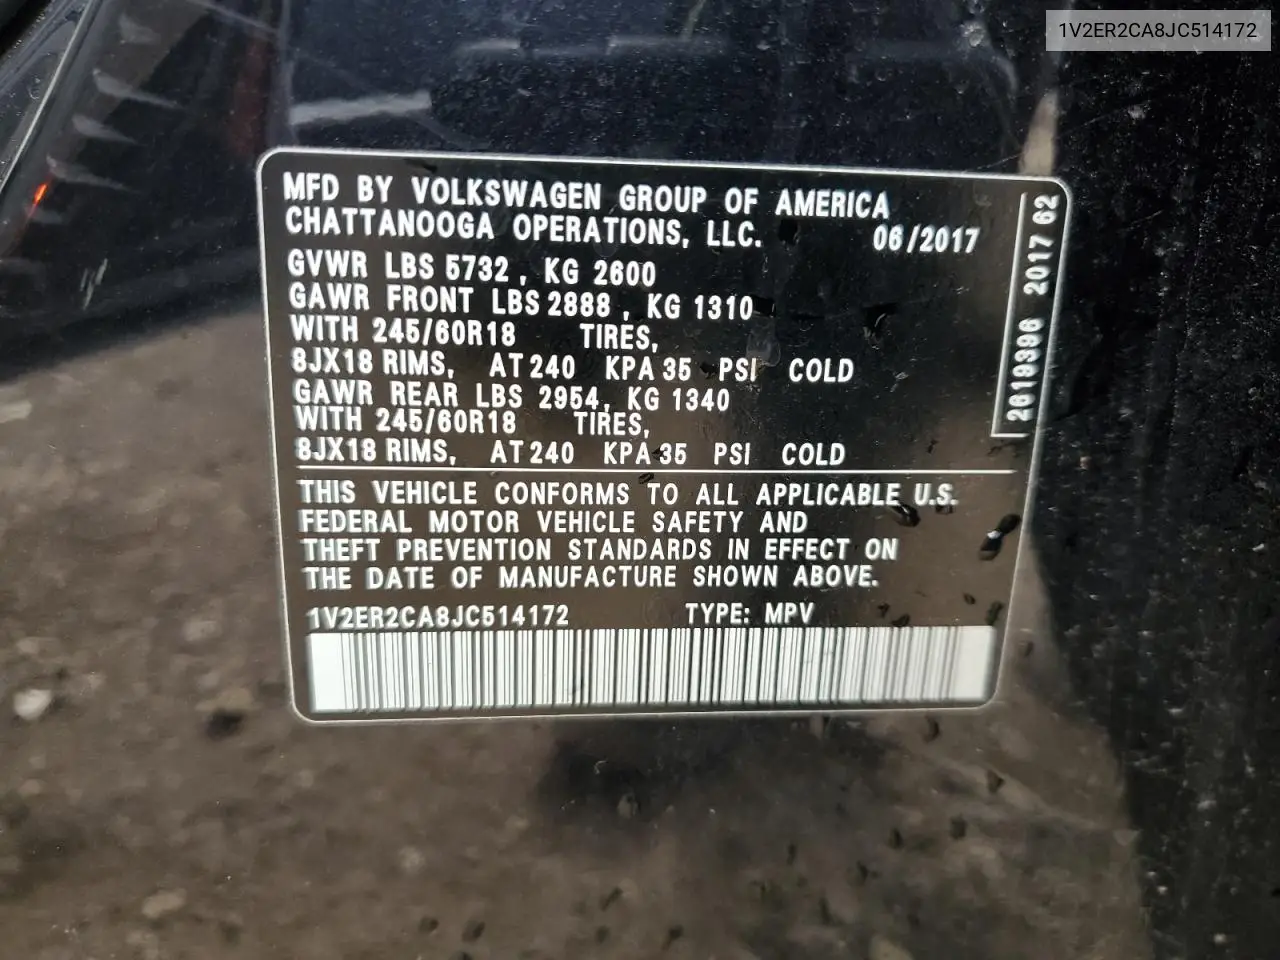 1V2ER2CA8JC514172
MFD BY VOLKSWAGEN GROUP OF AMERICA
CHATTANOOGA OPERATIONS, LLC. 06/2017
GVWR LBS 5732, KG 2600
GAWR FRONT LBS 2888, KG 1310
WITH 245/60R18 TIRES,
8JX18 RIMS, AT 240 KPA 35 PSI COLD
GAWR REAR LBS 2954, KG 1340
WITH 245/60R18 TIRES,
8JX18 RIMS, AT 240 KPA 35 PSI COLD
THIS VEHICLE CONFORMS TO ALL APPLICABLE U.S.
FEDERAL MOTOR VEHICLE SAFETY AND
THEFT PREVENTION STANDARDS IN EFFECT ON
THE DATE OF MANUFACTURE SHOWN ABOVE.
1V2ER2CA8JC514172 TYPE: MPV
2619396 2017 62